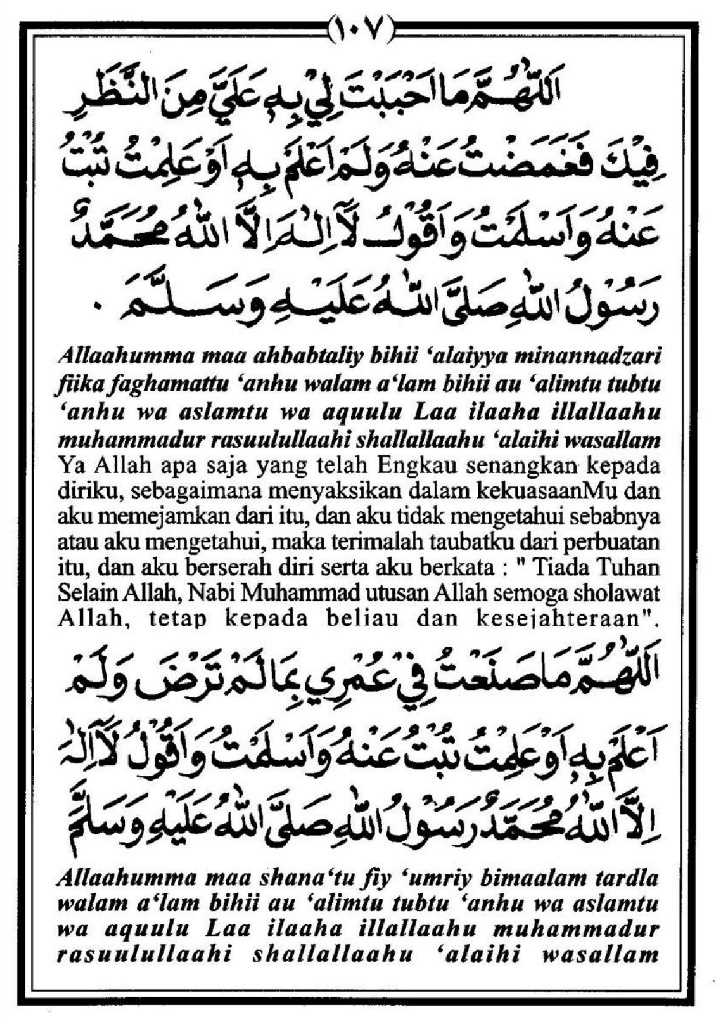 (١٠٧)
اَللّٰهُمَّ مَا اَحْبَبْتَ لِيْ بِهٖ عَلَيَّ مِنَ النَّظَرِ
فِيْكَ فَغَمَضْتُ عَنْهُ وَلَمْ اَعْلَمْ بِهٖ اَوْ عَلِمْتُ تُبْتُ
عَنْهُ وَاَسْلَمْتُ وَاَقُوْلُ لَآ اِلٰهَ اِلَّا اللّٰهُ مُحَمَّدٌ
رَسُوْلُ اللّٰهِ صَلَّى اللّٰهُ عَلَيْهِ وَسَلَّمَ .
Allaahumma maa ahbabtaliy bihii ‘alaiyya minannadzari
fiika faghamattu ‘anhu walam a‘lam bihii au ‘alimtu tubtu
‘anhu wa aslamtu wa aquulu Laa ilaaha illallaahu
muhammadur rasuulullaahi shallallaahu ‘alaihi wasallam
Ya Allah apa saja yang telah Engkau senangkan kepada
diriku, sebagaimana menyaksikan dalam kekuasaanMu dan
aku memejamkan dari itu, dan aku tidak mengetahui sebabnya
atau aku mengetahui, maka terimalah taubatku dari perbuatan
itu, dan aku berserah diri serta aku berkata : " Tiada Tuhan
Selain Allah, Nabi Muhammad utusan Allah semoga sholawat
Allah, tetap kepada beliau dan kesejahteraan".
اَللّٰهُمَّ مَا صَنَعْتُ فِيْ عُمْرِي بِمَا لَمْ تَرْضَ وَلَمْ
اَعْلَمْ بِهٖ اَوْ عَلِمْتُ تُبْتُ عَنْهُ وَاَسْلَمْتُ وَاَقُوْلُ لَآ اِلٰهَ
اِلَّا اللّٰهُ مُحَمَّدٌ رَسُوْلُ اللّٰهِ صَلَّى اللّٰهُ عَلَيْهِ وَسَلَّمَ
Allaahumma maa shana‘tu fiy ‘umriy bimaalam tardla
walam a‘lam bihii au ‘alimtu tubtu ‘anhu wa aslamtu
wa aquulu Laa ilaaha illallaahu muhammadur
rasuulullaahi shallallaahu ‘alaihi wasallam